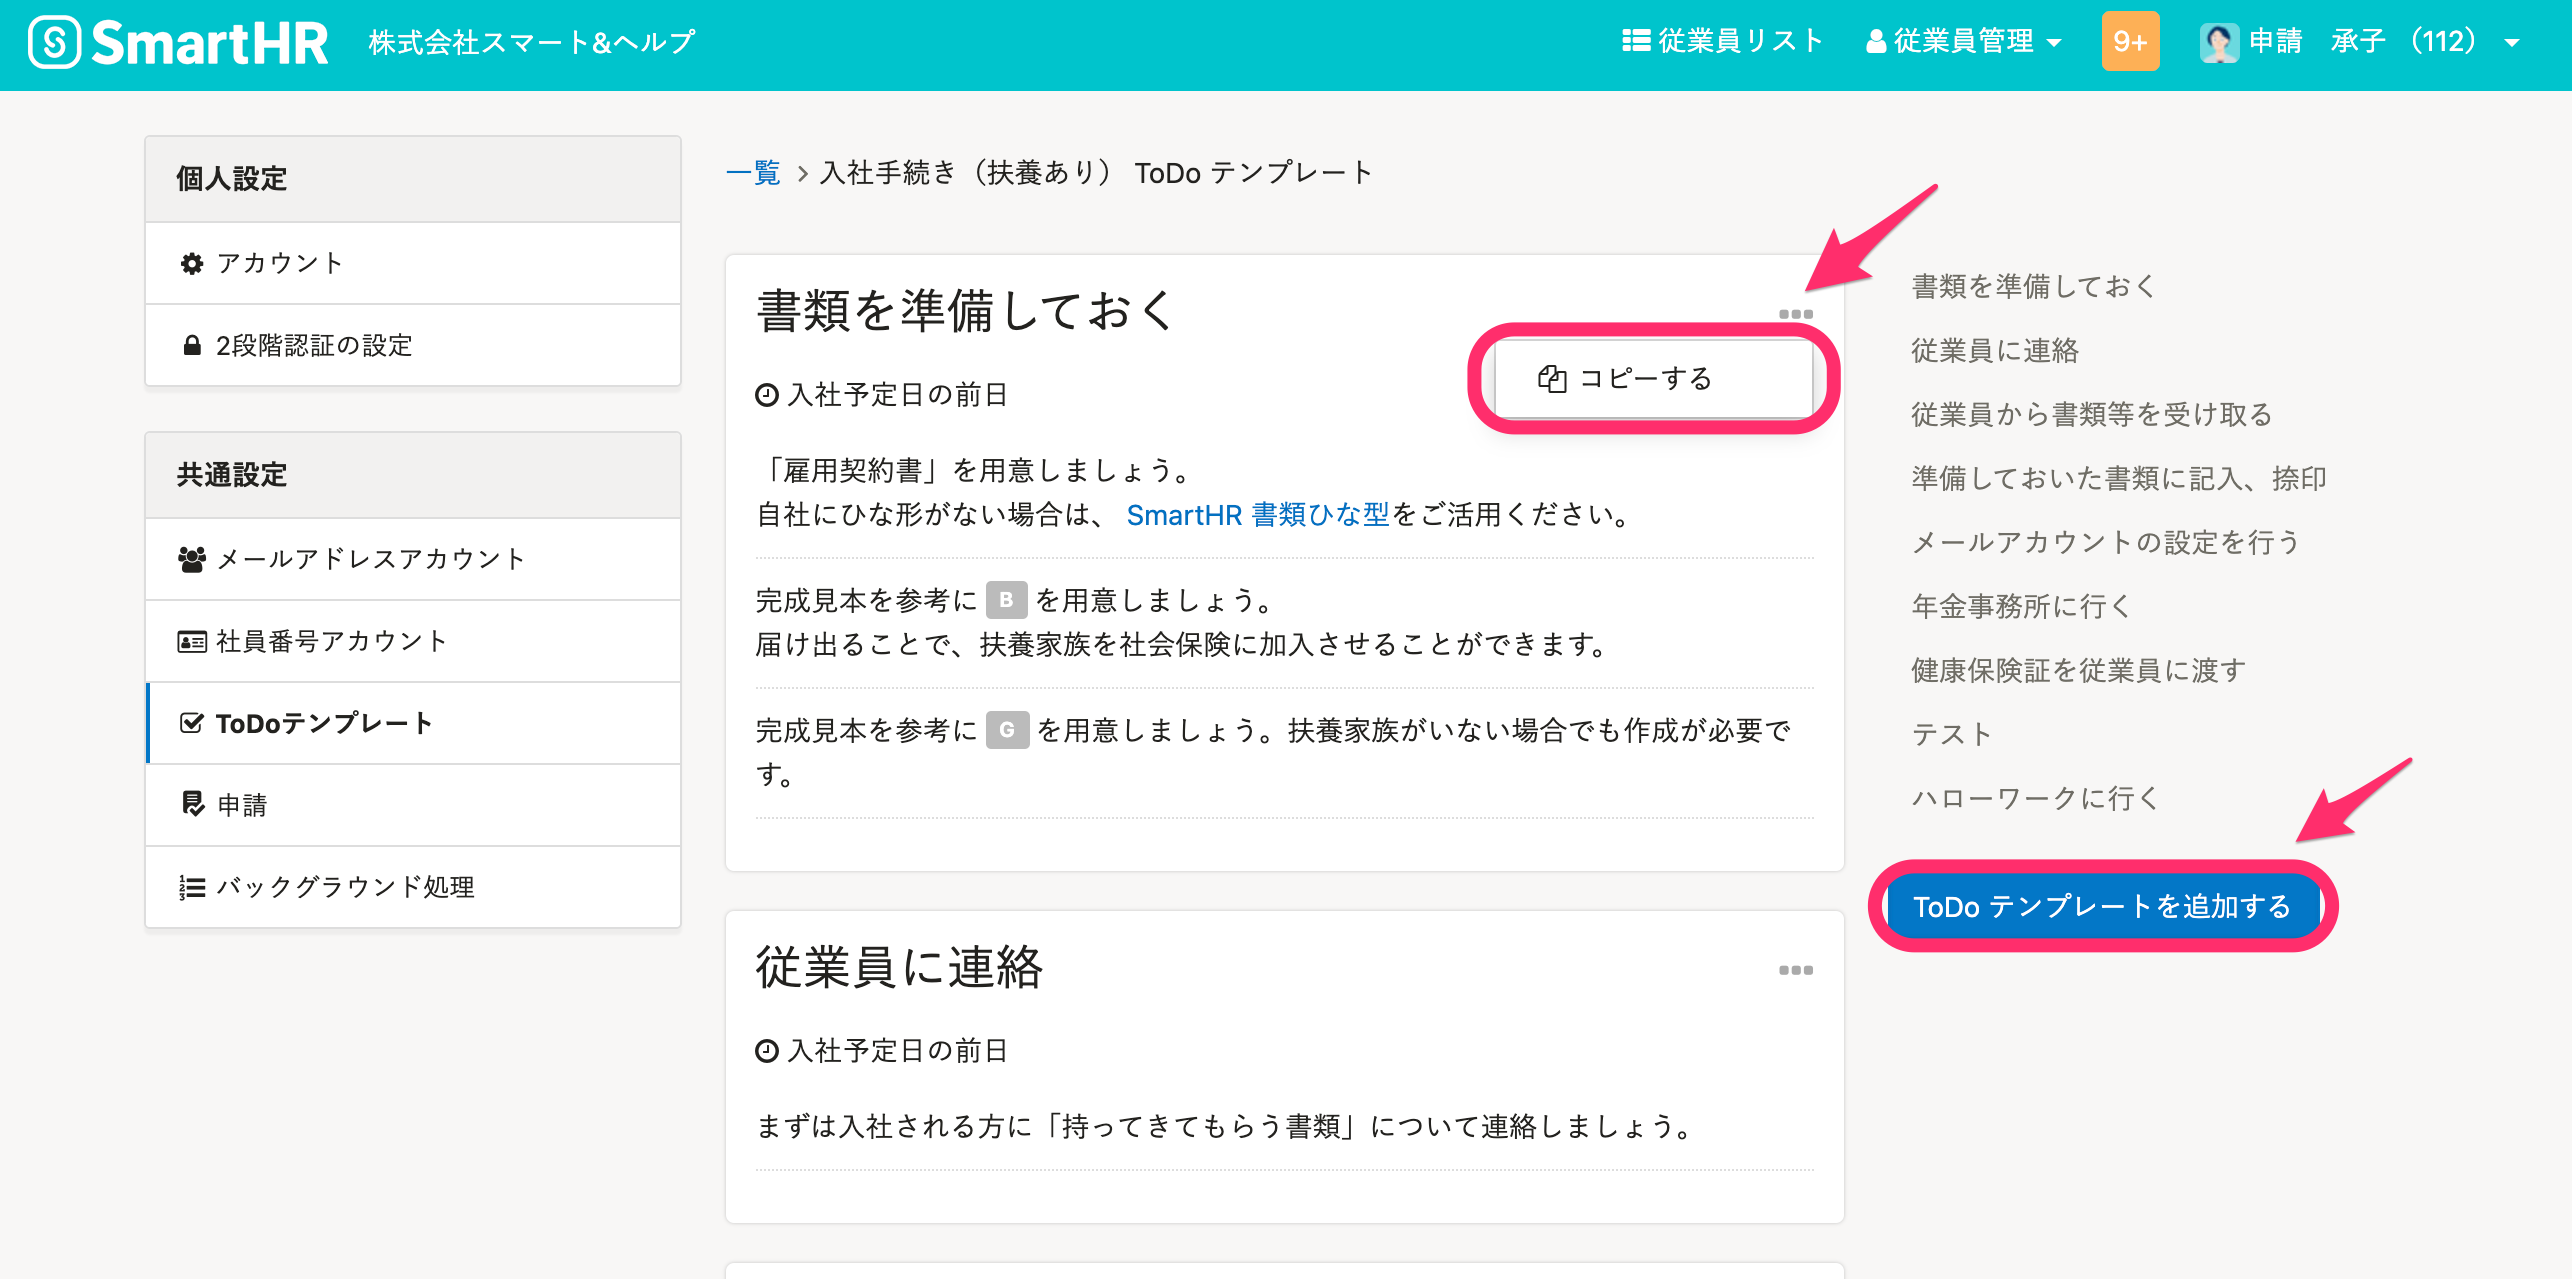 SmartHR 株式会社スマート&ヘルプ 従業員リスト 従業員管理 9+ 申請 承子 （112）
個人設定
アカウント
2段階認証の設定
共通設定
メールアドレスアカウント
社員番号アカウント
ToDoテンプレート
申請
バックグラウンド処理
一覧 > 入社手続き（扶養あり） ToDo テンプレート
書類を準備しておく
コピーする
入社予定日の前日
「雇用契約書」を用意しましょう。
自社にひな形がない場合は、 SmartHR 書類ひな型をご活用ください。
完成見本を参考に B を用意しましょう。
届け出ることで、扶養家族を社会保険に加入させることができます。
完成見本を参考に G を用意しましょう。扶養家族がいない場合でも作成が必要で
す。
従業員に連絡
入社予定日の前日
まずは入社される方に「持ってきてもらう書類」について連絡しましょう。
書類を準備しておく
従業員に連絡
従業員から書類等を受け取る
準備しておいた書類に記入、捺印
メールアカウントの設定を行う
年金事務所に行く
健康保険証を従業員に渡す
テスト
ハローワークに行く
ToDo テンプレートを追加する